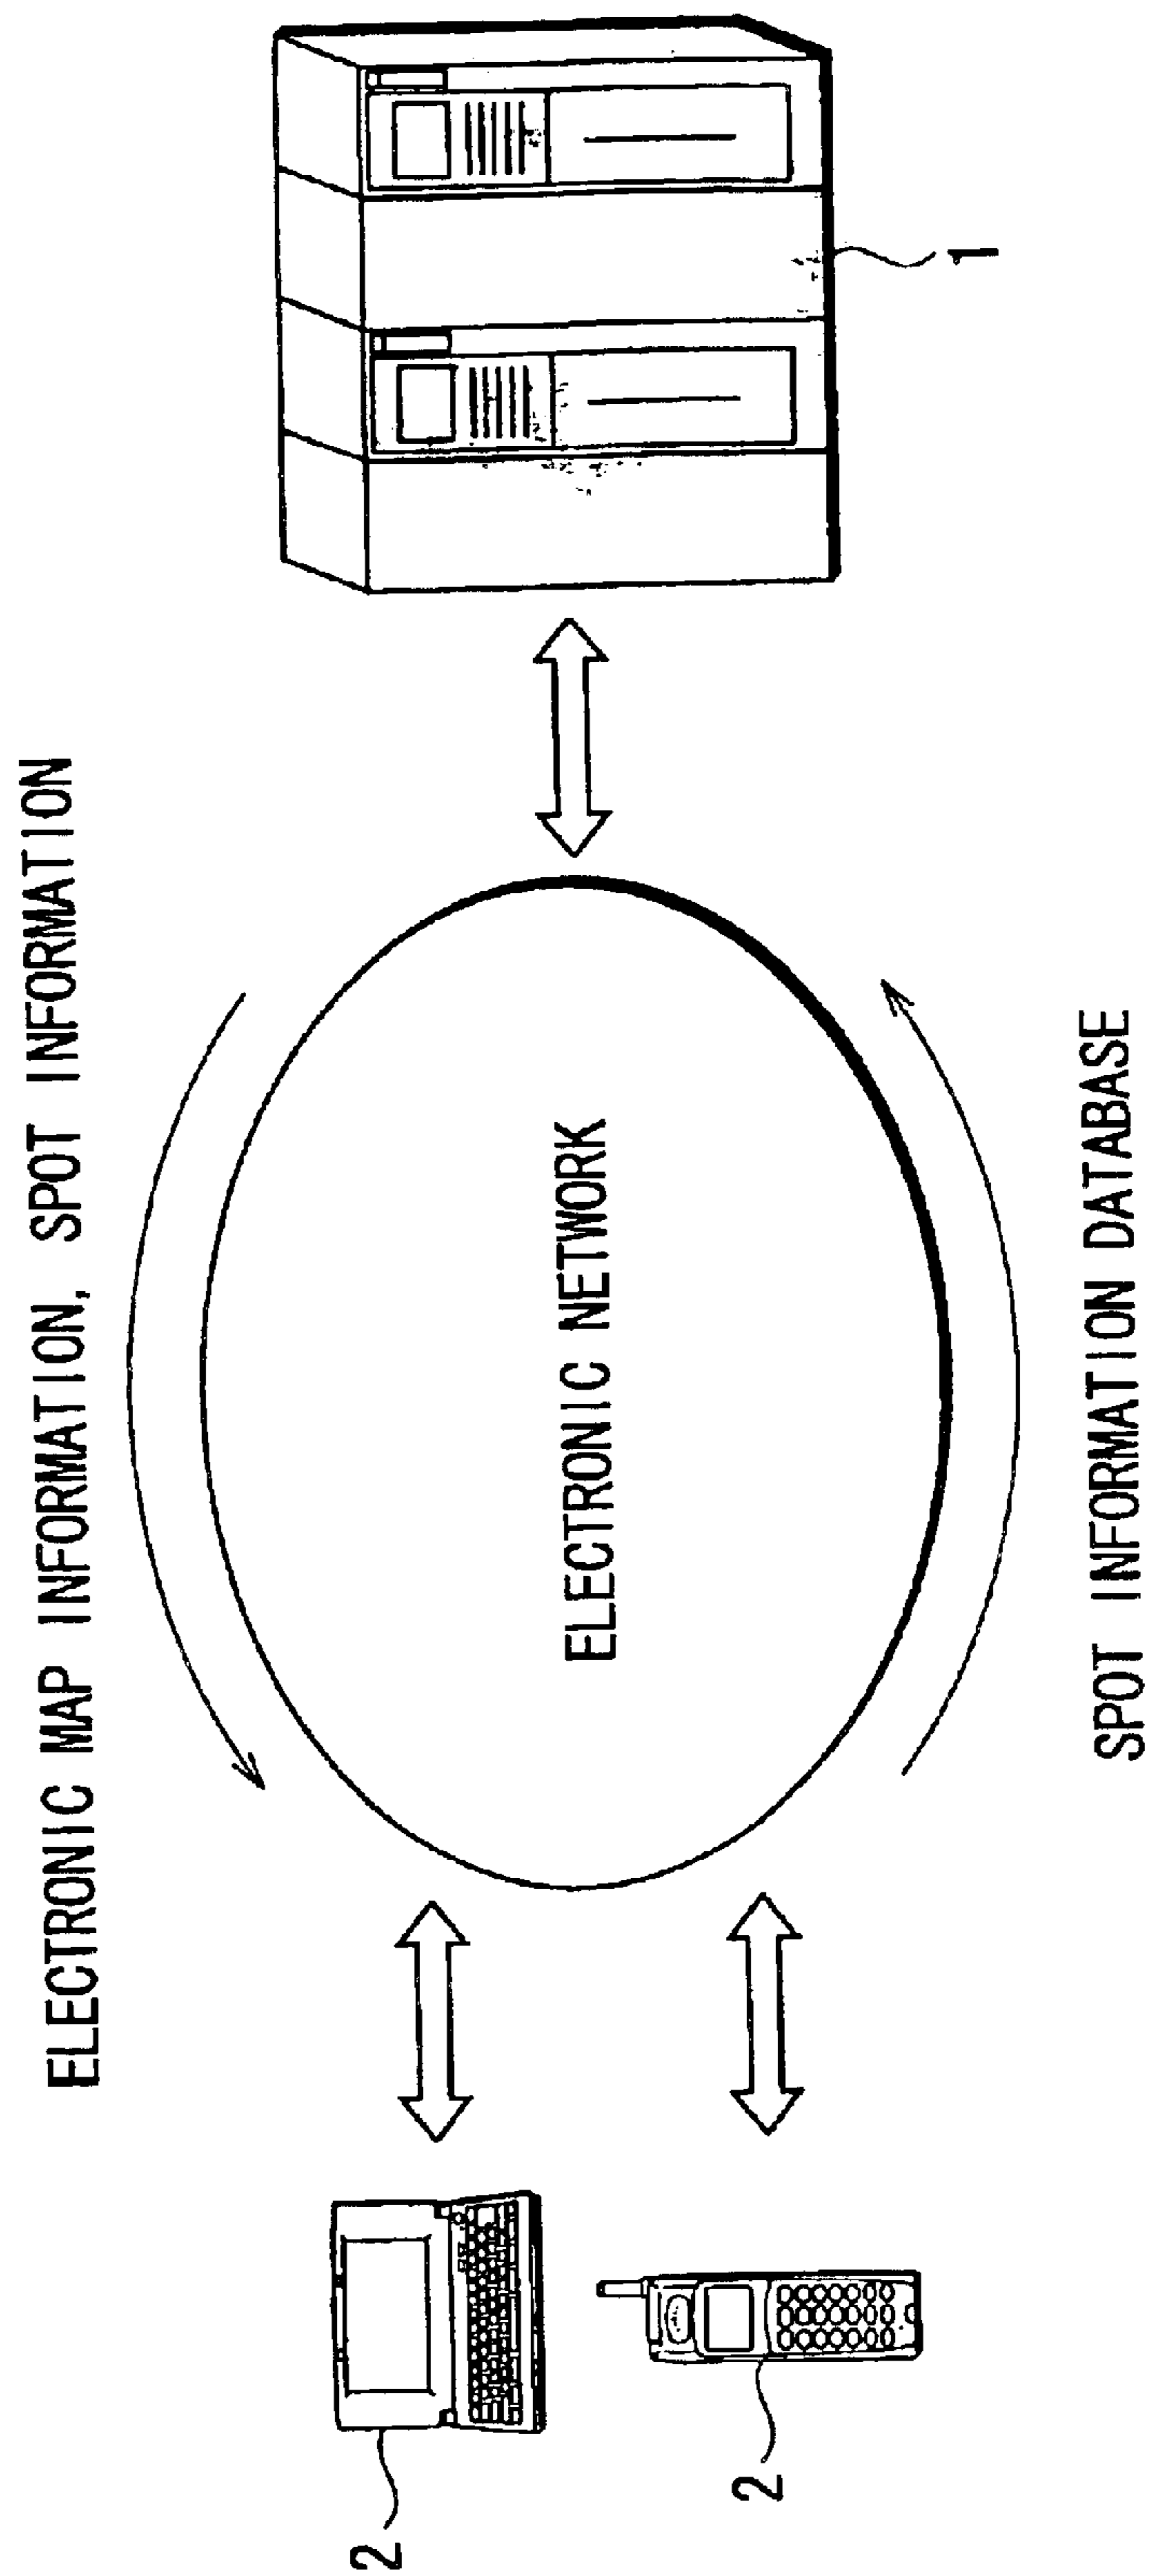 ELECTRONIC MAP INFORMATION, SPOT INFORMATION
2
2
ELECTRONIC NETWORK
1
SPOT INFORMATION DATABASE